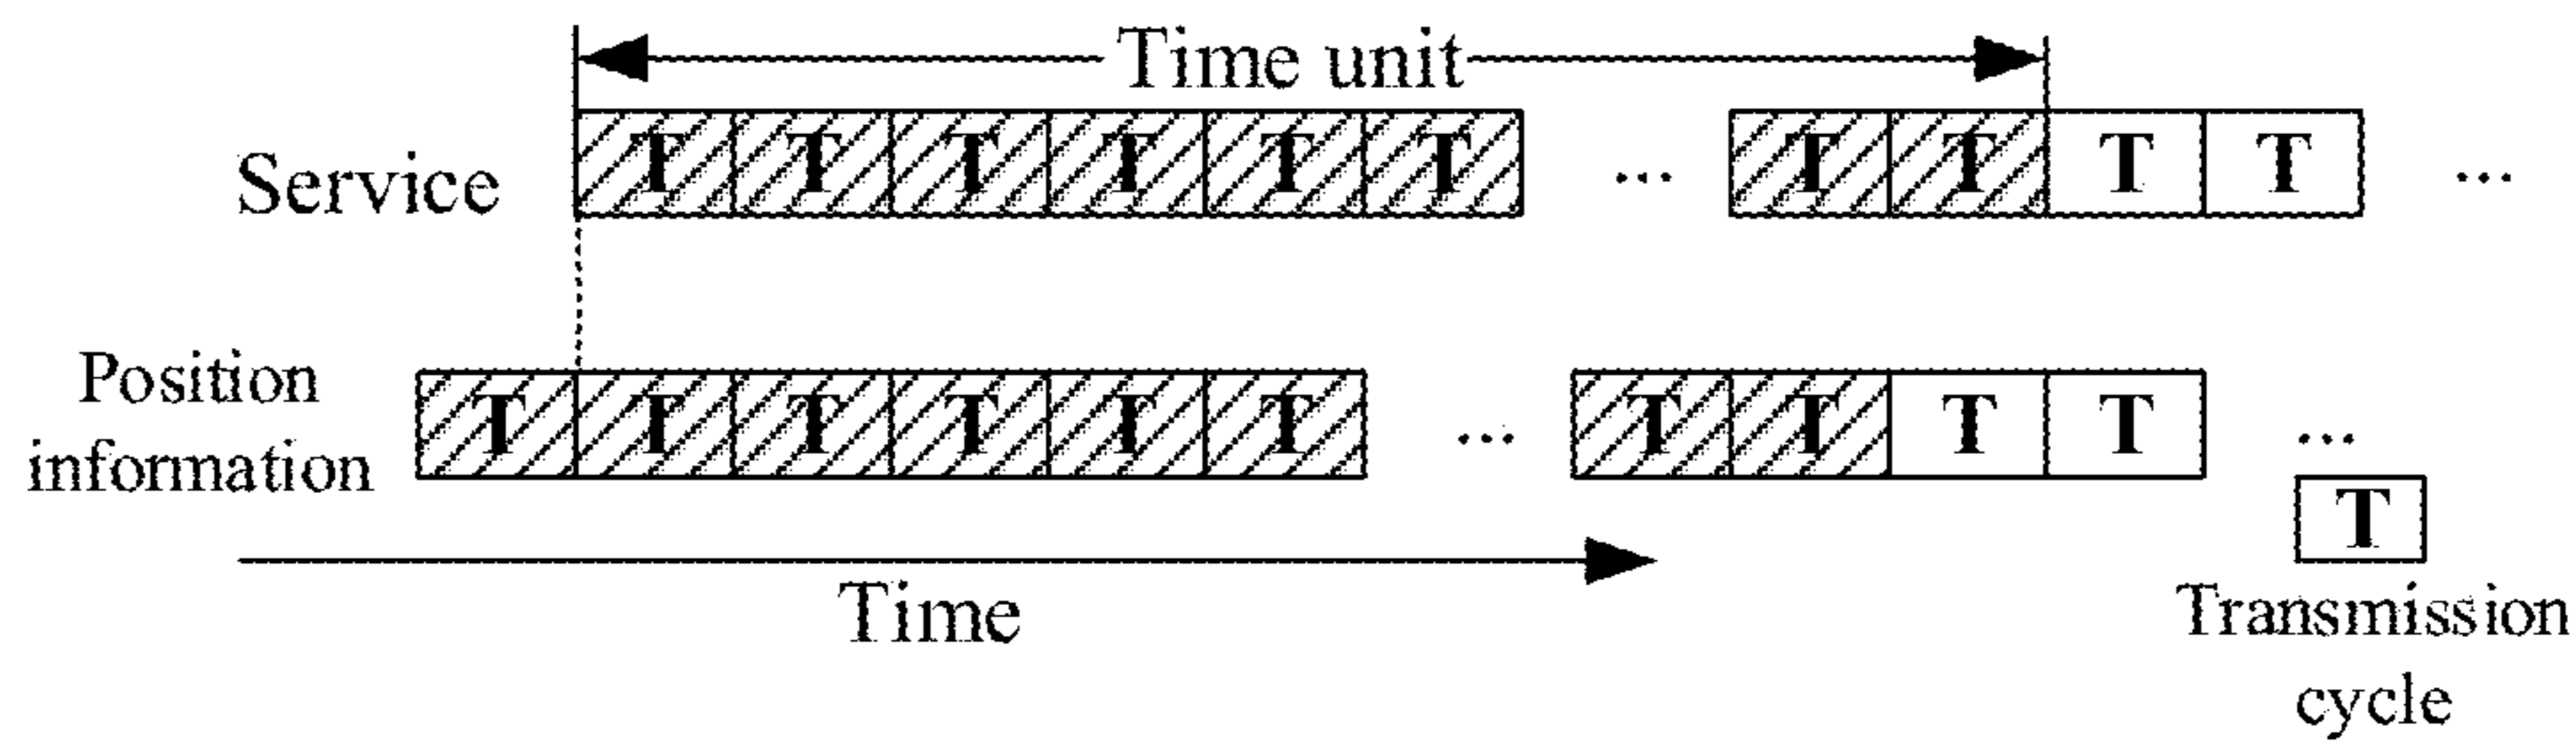 Time unit
Service T T T T T T ... T T T T ...
Position
information T T T T T T ... T T T T ...
T
Time
Transmission
cycle